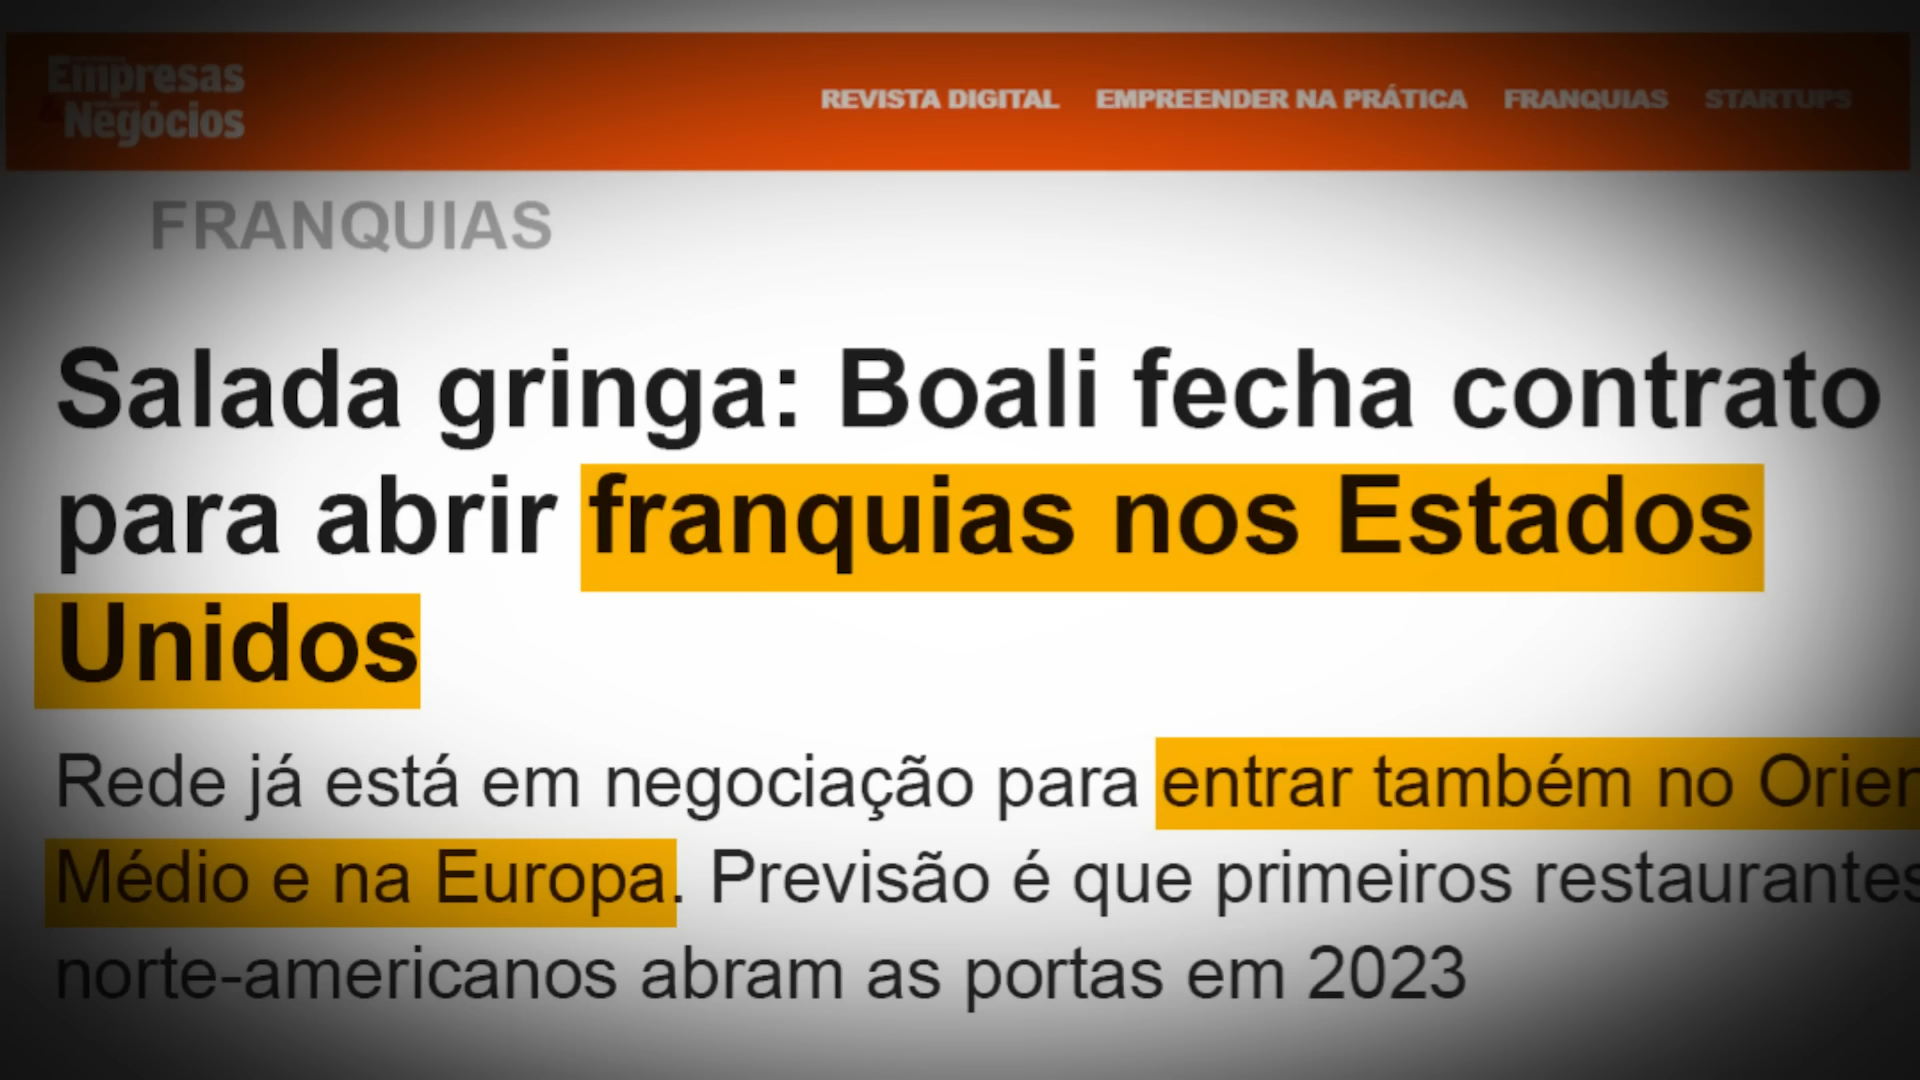 Empresas
Negócios
REVISTA DIGITAL EMPREENDER NA PRÁTICA FRANQUIAS STARTUPS
FRANQUIAS
Salada gringa: Boali fecha contrato
para abrir franquias nos Estados
Unidos
Rede já está em negociação para entrar também no Orien
Médio e na Europa. Previsão é que primeiros restaurantes
norte-americanos abram as portas em 2023